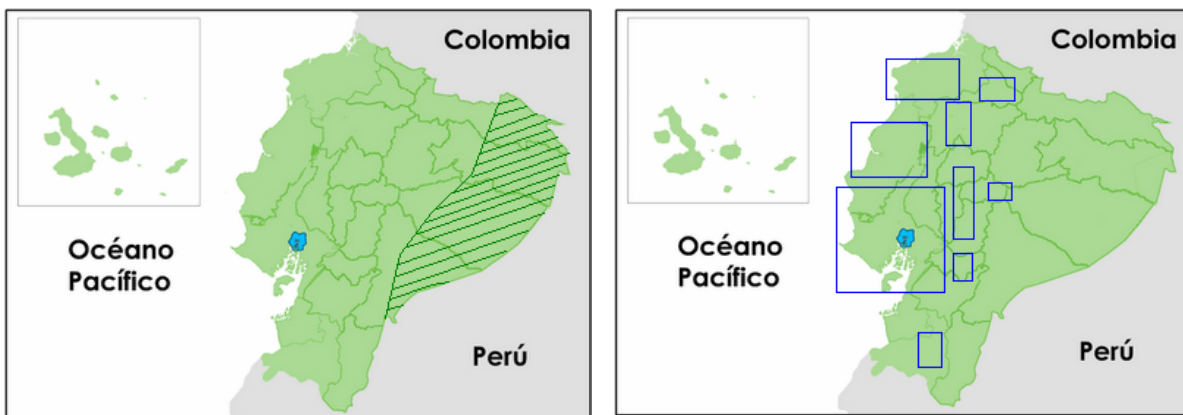 Colombia
Océano
Pacífico
Perú
Colombia
Océano
Pacífico
Perú